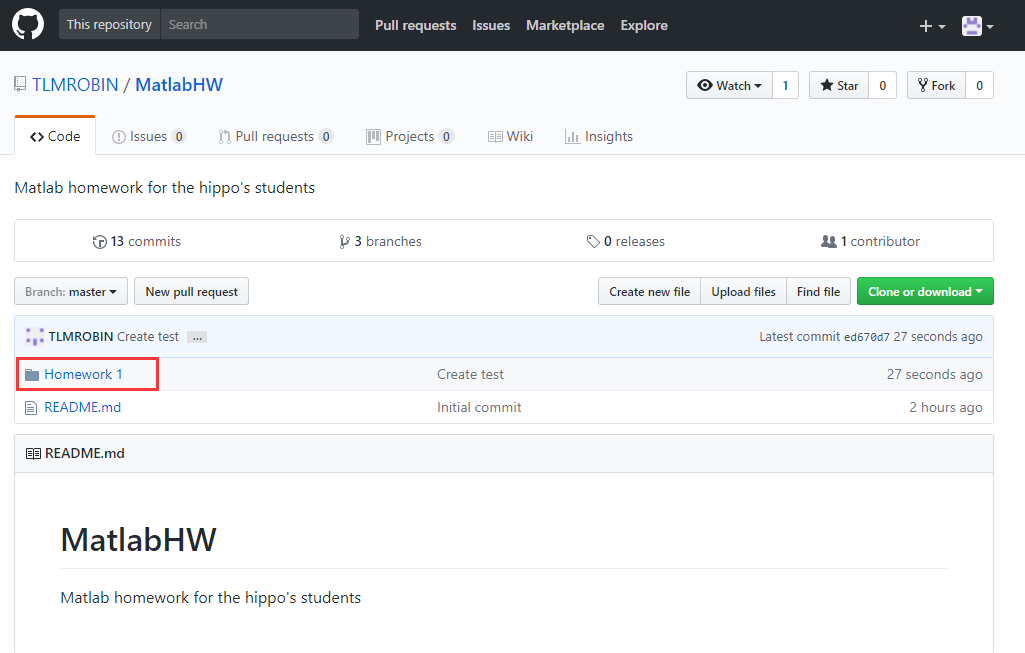 This repository Search Pull requests Issues Marketplace Explore
TLMROBIN / MatlabHW Watch 1 Star 0 Fork 0
Code Issues 0 Pull requests 0 Projects 0 Wiki Insights
Matlab homework for the hippo's students
13 commits 3 branches 0 releases 1 contributor
Branch: master New pull request Create new file Upload files Find file Clone or download
TLMROBIN Create test ... Latest commit ed670d7 27 seconds ago
Homework 1 Create test 27 seconds ago
README.md Initial commit 2 hours ago
README.md
MatlabHW
Matlab homework for the hippo's students